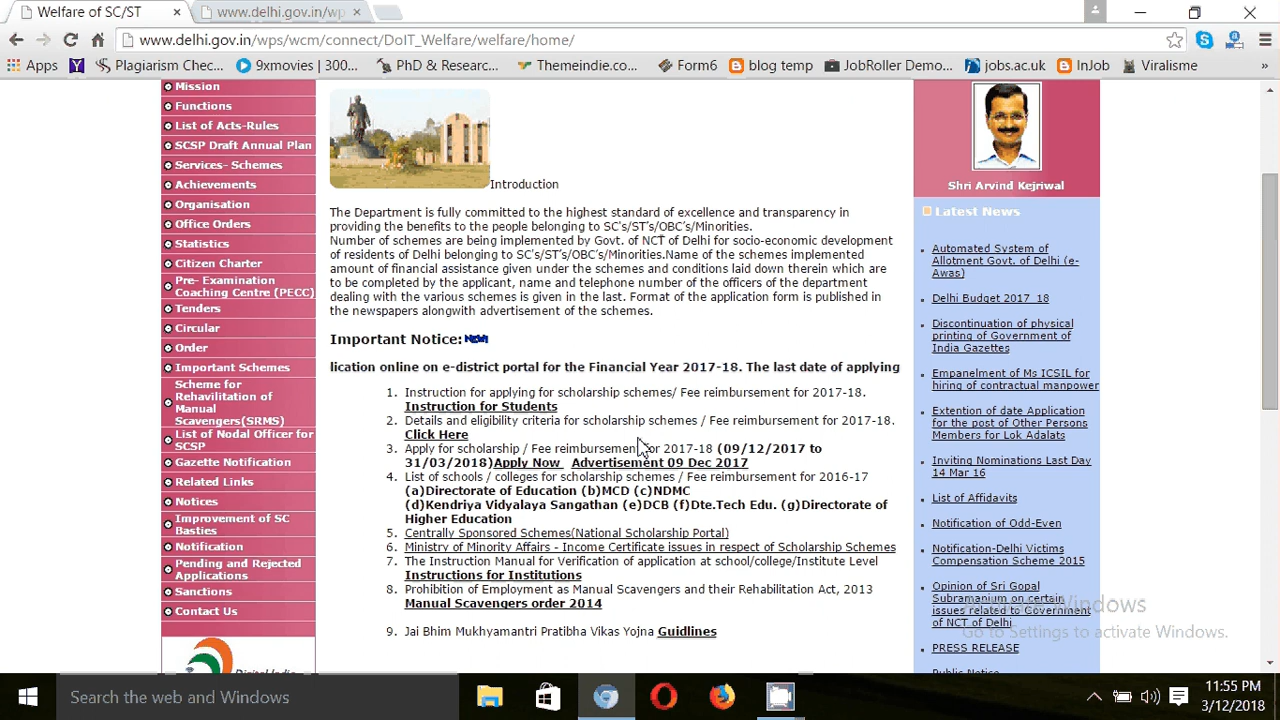 Welfare of SC/ST
www.delhi.gov.in/wp
www.delhi.gov.in/wps/wcm/connect/DoIT_Welfare/welfare/home/
Apps
Plagiarism Chec...
9xmovies | 300...
PhD & Researc...
Themeindie.co...
Form6
blog temp
JobRoller Demo...
jobs.ac.uk
InJob
Viralisme
»
Mission
Functions
List of Acts-Rules
SCSP Draft Annual Plan
Services- Schemes
Achievements
Organisation
Office Orders
Statistics
Citizen Charter
Pre- Examination
Coaching Centre (PECC)
Tenders
Circular
Order
Important Schemes
Scheme for
Rehavilitation of
Manual
Scavengers(SRMS)
List of Nodal Officer for
SCSP
Gazette Notification
Related Links
Notices
Improvement of SC
Basties
Notification
Pending and Rejected
Applications
Sanctions
Contact Us
Digital India
Introduction
The Department is fully committed to the highest standard of excellence and transparency in
providing the benefits to the people belonging to SC's/ST's/OBC's/Minorities.
Number of schemes are being implemented by Govt. of NCT of Delhi for socio-economic development
of residents of Delhi belonging to SC's/ST's/OBC's/Minorities.Name of the schemes implemented
amount of financial assistance given under the schemes and conditions laid down therein which are
to be completed by the applicant, name and telephone number of the officers of the department
dealing with the various schemes is given in the last. Format of the application form is published in
the newspapers alongwith advertisement of the schemes.
Important Notice:
lication online on e-district portal for the Financial Year 2017-18. The last date of applying
1. Instruction for applying for scholarship schemes/ Fee reimbursement for 2017-18.
Instruction for Students
2. Details and eligibility criteria for scholarship schemes / Fee reimbursement for 2017-18.
Click Here
3. Apply for scholarship / Fee reimbursement for 2017-18 (09/12/2017 to
31/03/2018)Apply Now Advertisement 09 Dec 2017
4. List of schools / colleges for scholarship schemes / Fee reimbursement for 2016-17
(a)Directorate of Education (b)MCD (c)NDMC
(d)Kendriya Vidyalaya Sangathan (e)DCB (f)Dte.Tech Edu. (g)Directorate of
Higher Education
5. Centrally Sponsored Schemes(National Scholarship Portal)
6. Ministry of Minority Affairs - Income Certificate issues in respect of Scholarship Schemes
7. The Instruction Manual for Verification of application at school/college/Institute Level
Instructions for Institutions
8. Prohibition of Employment as Manual Scavengers and their Rehabilitation Act, 2013
Manual Scavengers order 2014
9. Jai Bhim Mukhyamantri Pratibha Vikas Yojna Guidlines
Shri Arvind Kejriwal
Latest News
Automated System of
Allotment Govt. of Delhi (e-
Awas)
Delhi Budget 2017_18
Discontinuation of physical
printing of Government of
India Gazettes
Empanelment of Ms ICSIL for
hiring of contractual manpower
Extention of date Application
for the post of Other Persons
Members for Lok Adalats
Inviting Nominations Last Day
14 Mar 16
List of Affidavits
Notification of Odd-Even
Notification-Delhi Victims
Compensation Scheme 2015
Opinion of Sri Gopal
Subramanium on certain
issues related to Government
of NCT of Delhi
PRESS RELEASE
Public Notice
Activate Windows
Go to Settings to activate Windows.
Search the web and Windows
11:55 PM
3/12/2018